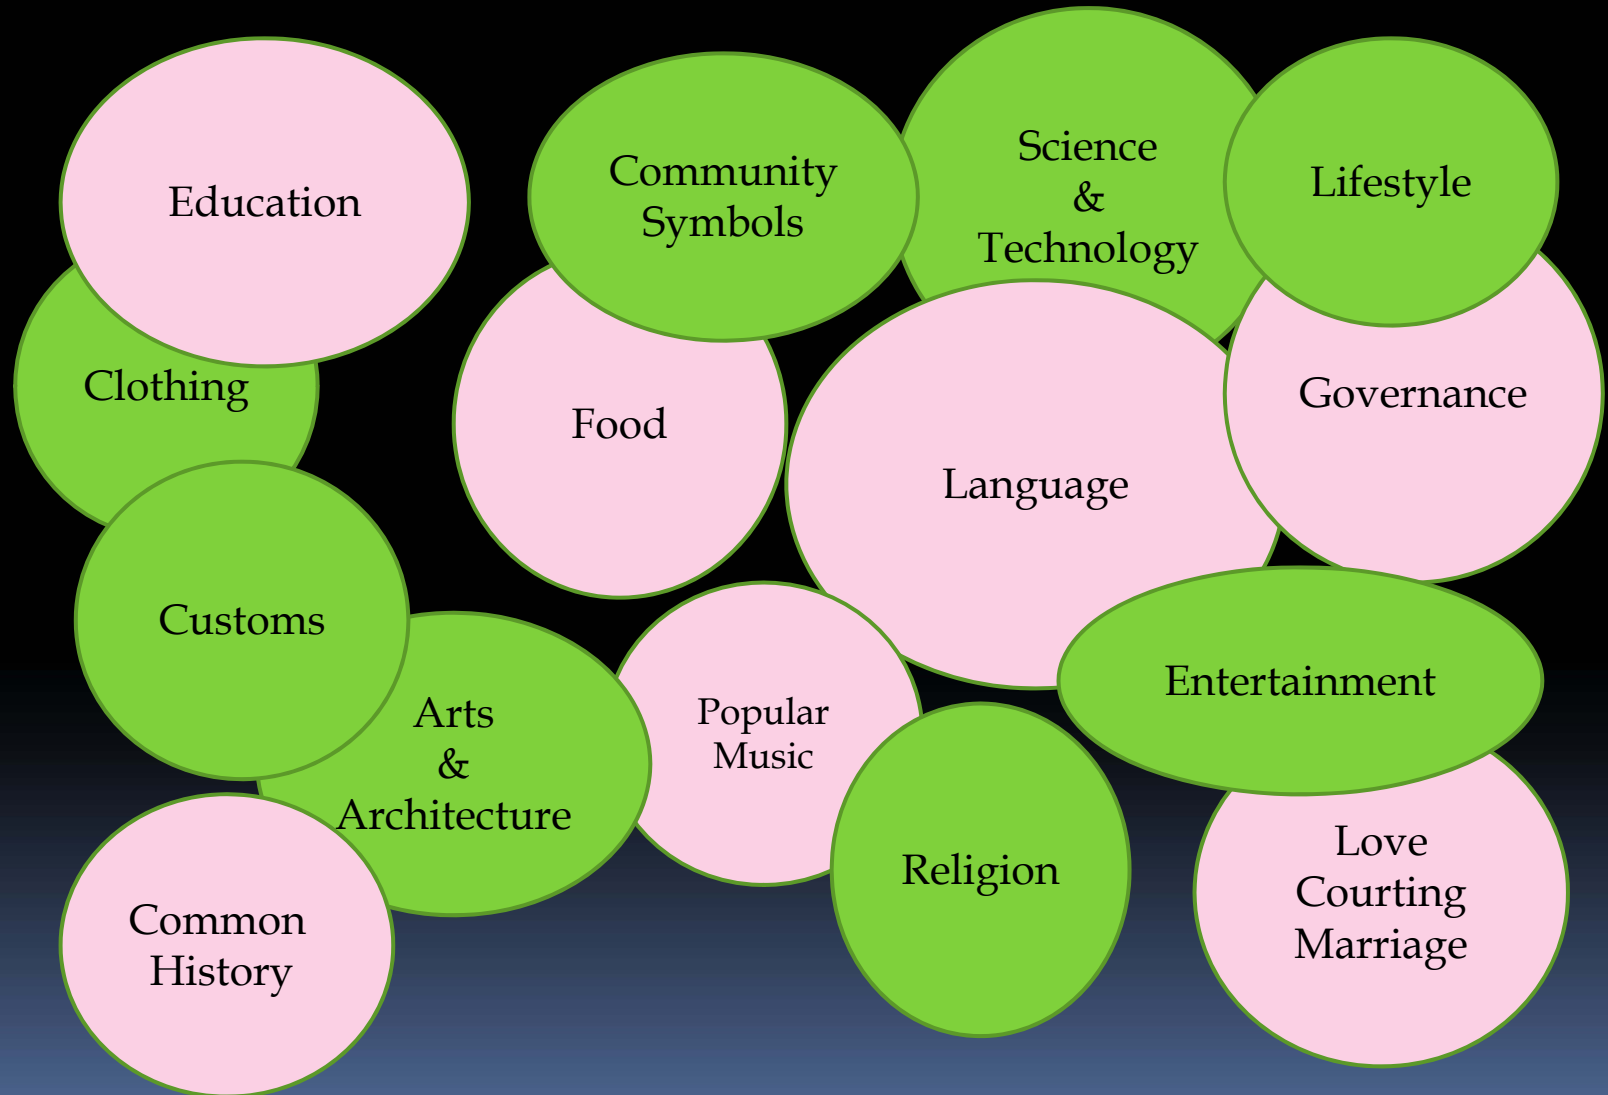 Education
Community
Symbols
Science
&
Technology
Lifestyle
Clothing
Food
Language
Governance
Customs
Arts
&
Architecture
Popular
Music
Entertainment
Religion
Love
Courting
Marriage
Common
History